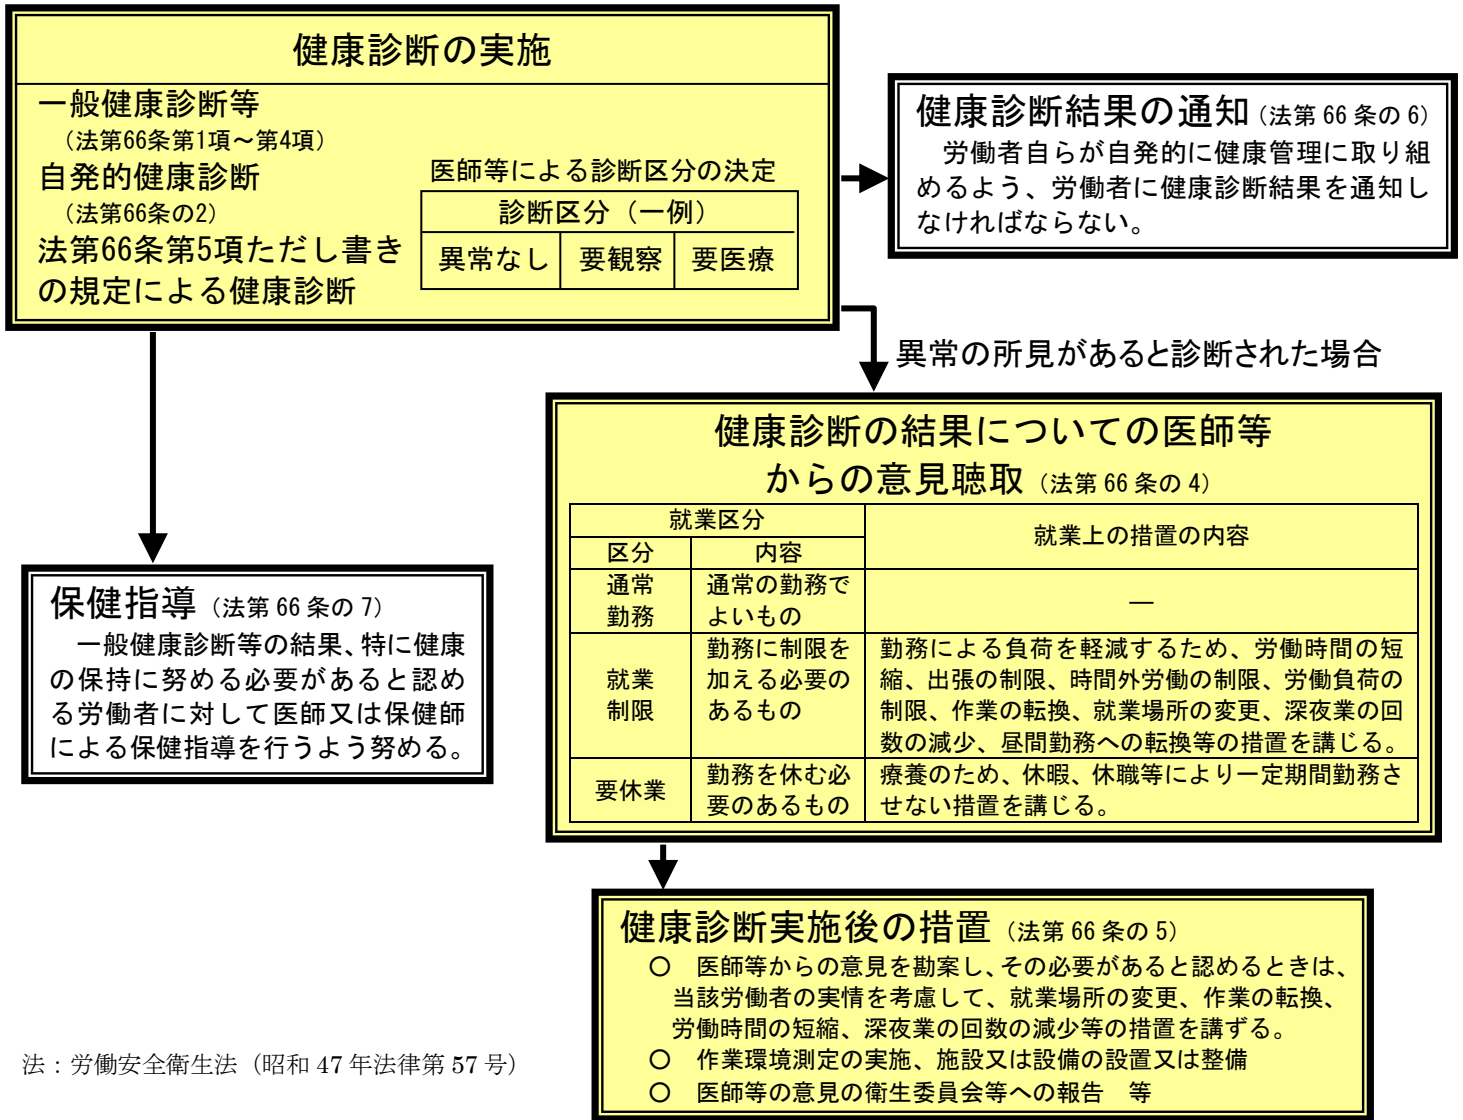 健康診断の実施
一般健康診断等
(法第66条第1項～第4項)
自発的健康診断
(法第66条の2)
法第66条第5項ただし書き
の規定による健康診断
医師等による診断区分の決定
診断区分（一例）
異常なし 要観察 要医療
健康診断結果の通知（法第 66 条の 6）
労働者自らが自発的に健康管理に取り組
めるよう、労働者に健康診断結果を通知し
なければならない。
異常の所見があると診断された場合
健康診断の結果についての医師等
からの意見聴取（法第 66 条の 4）
就業区分
就業上の措置の内容
区分 内容
通常
勤務
通常の勤務で
よいもの
―
就業
制限
勤務に制限を
加える必要の
あるもの
勤務による負荷を軽減するため、労働時間の短
縮、出張の制限、時間外労働の制限、労働負荷の
制限、作業の転換、就業場所の変更、深夜業の回
数の減少、昼間勤務への転換等の措置を講じる。
要休業
勤務を休む必
要のあるもの
療養のため、休暇、休職等により一定期間勤務さ
せない措置を講じる。
保健指導（法第 66 条の 7）
一般健康診断等の結果、特に健康
の保持に努める必要があると認め
る労働者に対して医師又は保健師
による保健指導を行うよう努める。
健康診断実施後の措置（法第 66 条の 5）
○ 医師等からの意見を勘案し、その必要があると認めるときは、
当該労働者の実情を考慮して、就業場所の変更、作業の転換、
労働時間の短縮、深夜業の回数の減少等の措置を講ずる。
○ 作業環境測定の実施、施設又は設備の設置又は整備
○ 医師等の意見の衛生委員会等への報告 等
法：労働安全衛生法（昭和 47 年法律第 57 号）